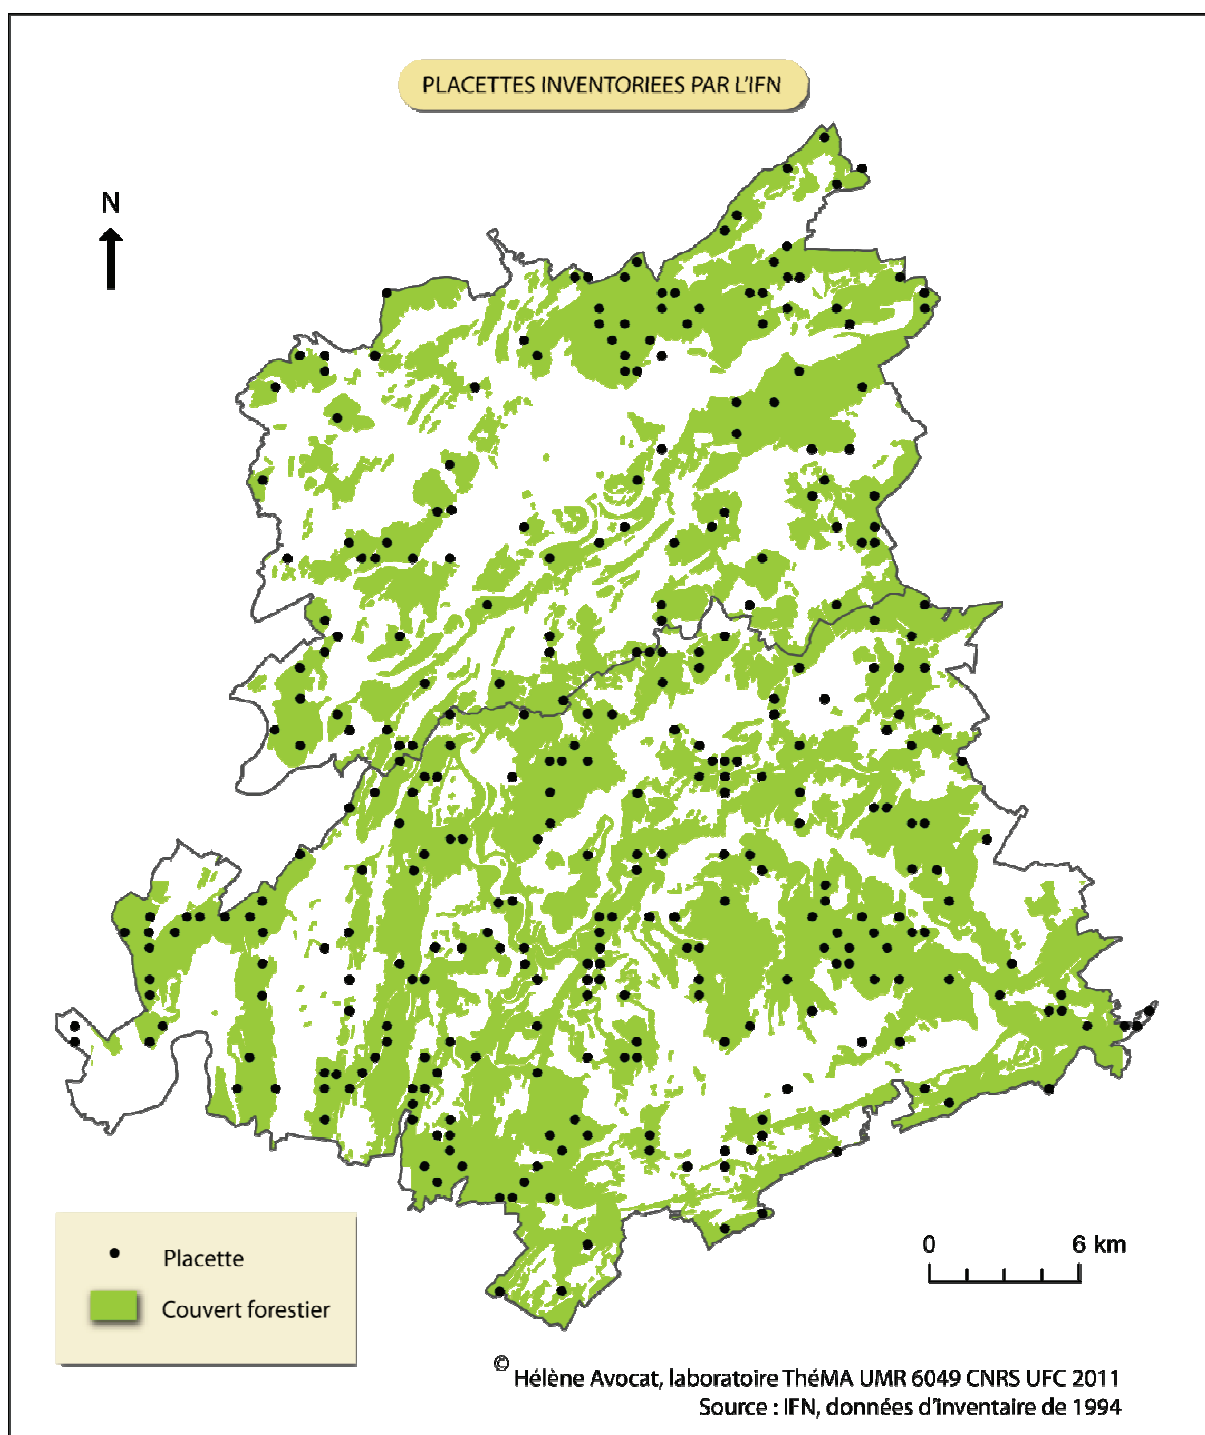 PLACETTES INVENTORIEES PAR L'IFN
N
0 6 km
Placette
Couvert forestier
© Hélène Avocat, laboratoire ThéMA UMR 6049 CNRS UFC 2011
Source : IFN, données d'inventaire de 1994